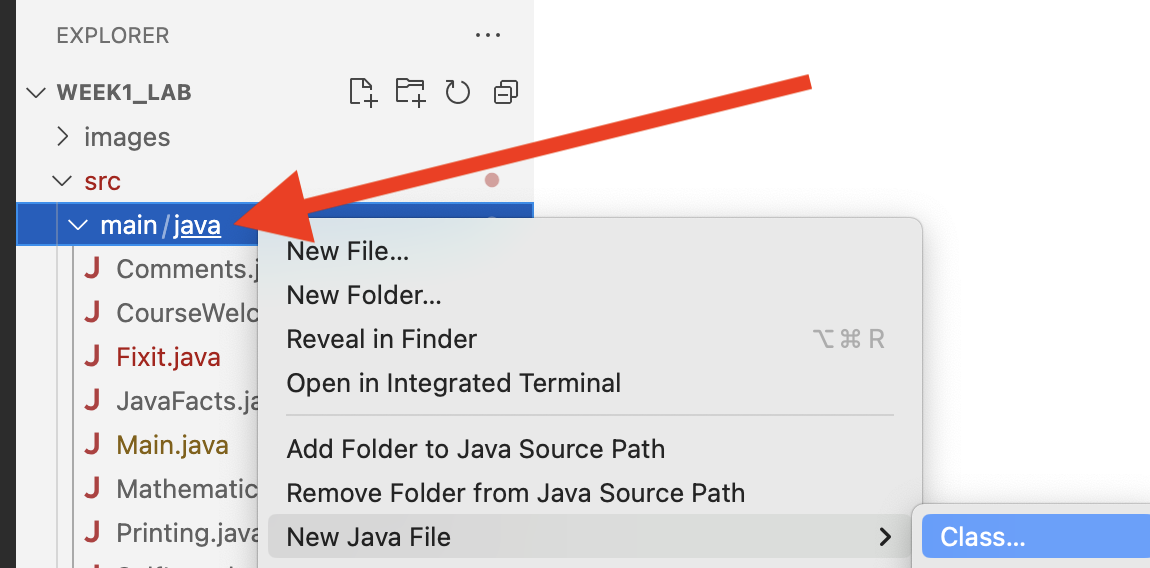 EXPLORER
WEEK1_LAB
images
src
main/java
New File...
New Folder...
Reveal in Finder ⌥⌘R
Open in Integrated Terminal
Add Folder to Java Source Path
Remove Folder from Java Source Path
New Java File
Class...
J Comments.j
J CourseWelc
J Fixit.java
J JavaFacts.ja
J Main.java
J Mathematic
J Printing.java